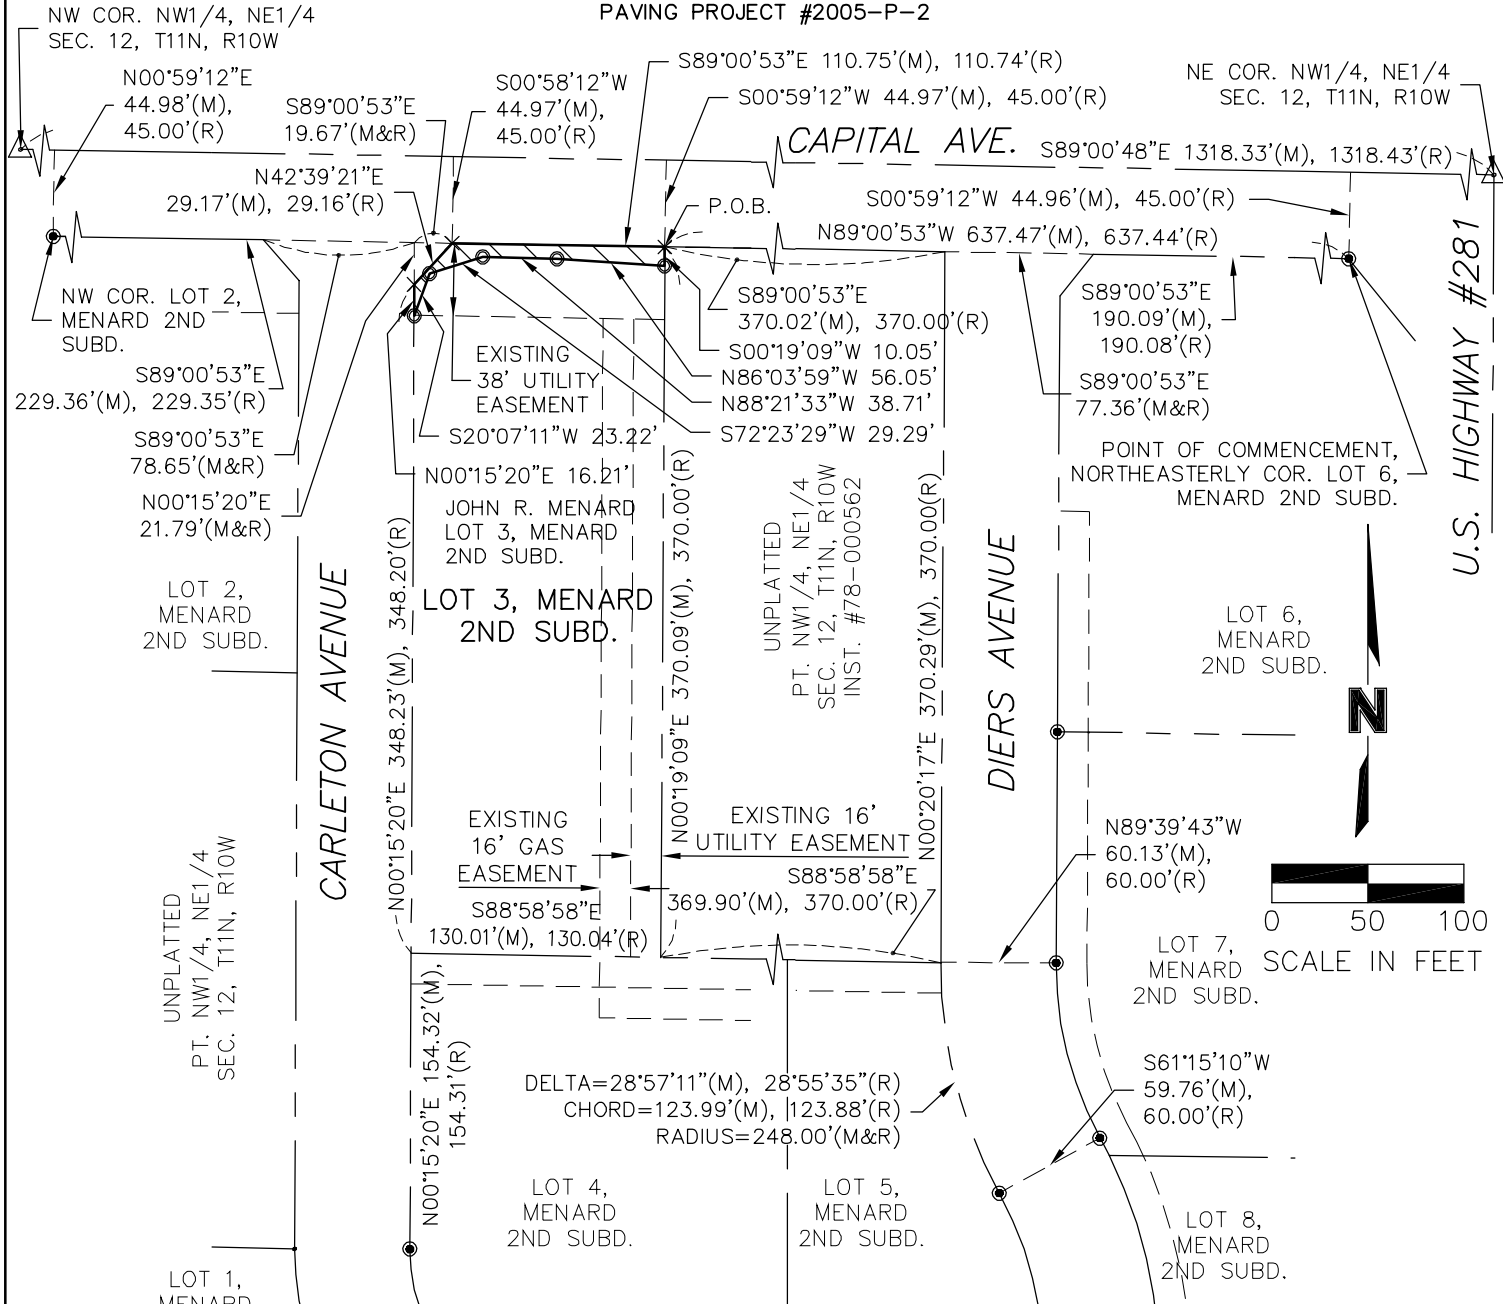 PAVING PROJECT #2005-P-2
NW COR. NW1/4, NE1/4
SEC. 12, T11N, R10W
N00°59'12"E
44.98'(M),
45.00'(R)
S89°00'53"E
19.67'(M&R)
S00°58'12"W
44.97'(M),
45.00'(R)
S89°00'53"E 110.75'(M), 110.74'(R)
S00°59'12"W 44.97'(M), 45.00'(R)
NE COR. NW1/4, NE1/4
SEC. 12, T11N, R10W
CAPITAL AVE.
S89°00'48"E 1318.33'(M), 1318.43'(R)
N42°39'21"E
29.17'(M), 29.16'(R)
P.O.B.
S00°59'12"W 44.96'(M), 45.00'(R)
N89°00'53"W 637.47'(M), 637.44'(R)
U.S. HIGHWAY #281
NW COR. LOT 2,
MENARD 2ND
SUBD.
S89°00'53"E
370.02'(M), 370.00'(R)
S89°00'53"E
190.09'(M),
190.08'(R)
S00°19'09"W 10.05'
N86°03'59"W 56.05'
N88°21'33"W 38.71'
S72°23'29"W 29.29'
EXISTING
38' UTILITY
EASEMENT
S89°00'53"E
229.36'(M), 229.35'(R)
S89°00'53"E
77.36'(M&R)
S89°00'53"E
78.65'(M&R)
S20°07'11"W 23.22'
POINT OF COMMENCEMENT,
NORTHEASTERLY COR. LOT 6,
MENARD 2ND SUBD.
N00°15'20"E
21.79'(M&R)
N00°15'20"E 16.21'
JOHN R. MENARD
LOT 3, MENARD
2ND SUBD.
LOT 2,
MENARD
2ND SUBD.
CARLETON AVENUE
N00°15'20"E 348.23'(M), 348.20'(R)
LOT 3, MENARD
2ND SUBD.
N00°19'09"E 370.09'(M), 370.00'(R)
UNPLATTED
PT. NW1/4, NE1/4
SEC. 12, T11N, R10W
INST. #78-000562
N00°20'17"E 370.29'(M), 370.00(R)
DIERS AVENUE
LOT 6,
MENARD
2ND SUBD.
N
EXISTING
16' GAS
EASEMENT
EXISTING 16'
UTILITY EASEMENT
N89°39'43"W
60.13'(M),
60.00'(R)
S88°58'58"E
369.90'(M), 370.00'(R)
S88°58'58"E
130.01'(M), 130.04'(R)
0 50 100
SCALE IN FEET
UNPLATTED
PT. NW1/4, NE1/4
SEC. 12, T11N, R10W
LOT 7,
MENARD
2ND SUBD.
N00°15'20"E 154.32'(M),
154.31'(R)
DELTA=28°57'11"(M), 28°55'35"(R)
CHORD=123.99'(M), 123.88'(R)
RADIUS=248.00'(M&R)
S61°15'10"W
59.76'(M),
60.00'(R)
LOT 4,
MENARD
2ND SUBD.
LOT 5,
MENARD
2ND SUBD.
LOT 8,
MENARD
2ND SUBD.
LOT 1,
MENARD